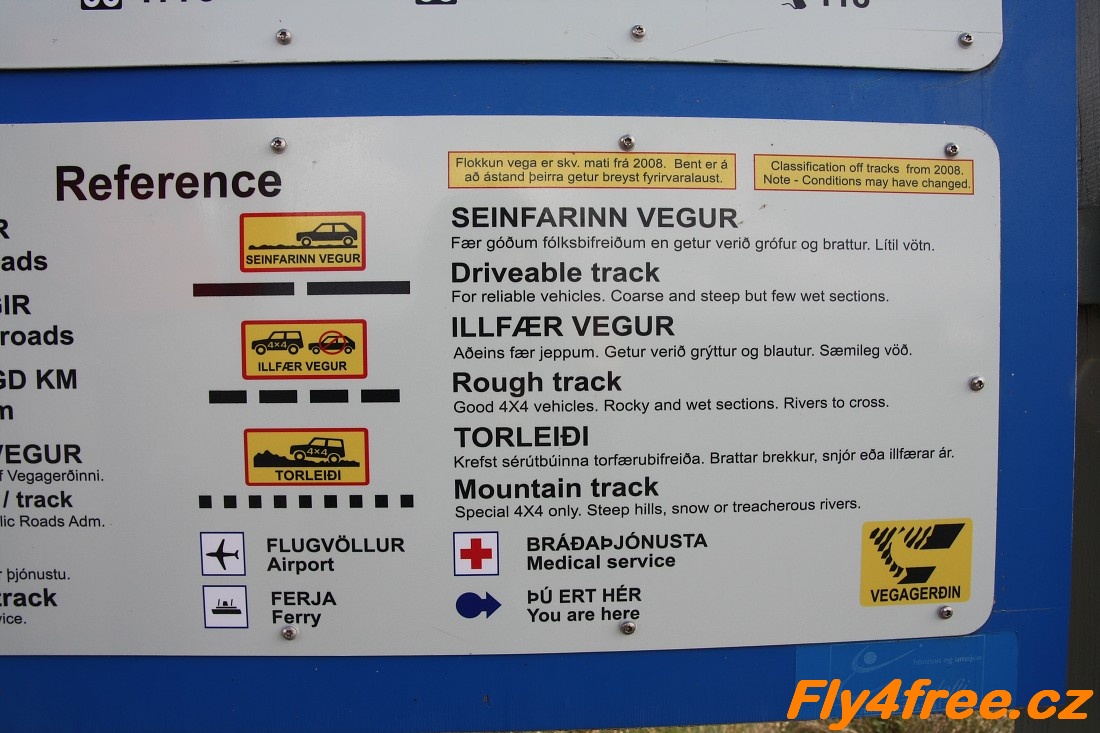 Reference
Flokkun vega er skv. mati frá 2008. Bent er á
að ástand þeirra getur breyst fyrirvaralaust.
Classification off tracks from 2008.
Note - Conditions may have changed.
R
ads
GIR
roads
GD KM
m
VEGUR
f Vegagerðinni.
/ track
lic Roads Adm.
r þjónustu.
track
vice.
SEINFARINN VEGUR
SEINFARINN VEGUR
Fær góðum fólksbifreiðum en getur verið grófur og brattur. Lítil vötn.
Driveable track
For reliable vehicles. Coarse and steep but few wet sections.
4×4
ILLFÆR VEGUR
ILLFÆR VEGUR
Aðeins fær jeppum. Getur verið grýttur og blautur. Sæmileg vöð.
Rough track
Good 4X4 vehicles. Rocky and wet sections. Rivers to cross.
4×4
TORLEIÐI
TORLEIÐI
Krefst sérútbúinna torfærubifreiða. Brattar brekkur, snjór eða illfærar ár.
Mountain track
Special 4X4 only. Steep hills, snow or treacherous rivers.
FLUGVÖLLUR
Airport
FERJA
Ferry
BRÁÐAÞJÓNUSTA
Medical service
ÞÚ ERT HÉR
You are here
VEGAGERÐIN
Fly4free.cz